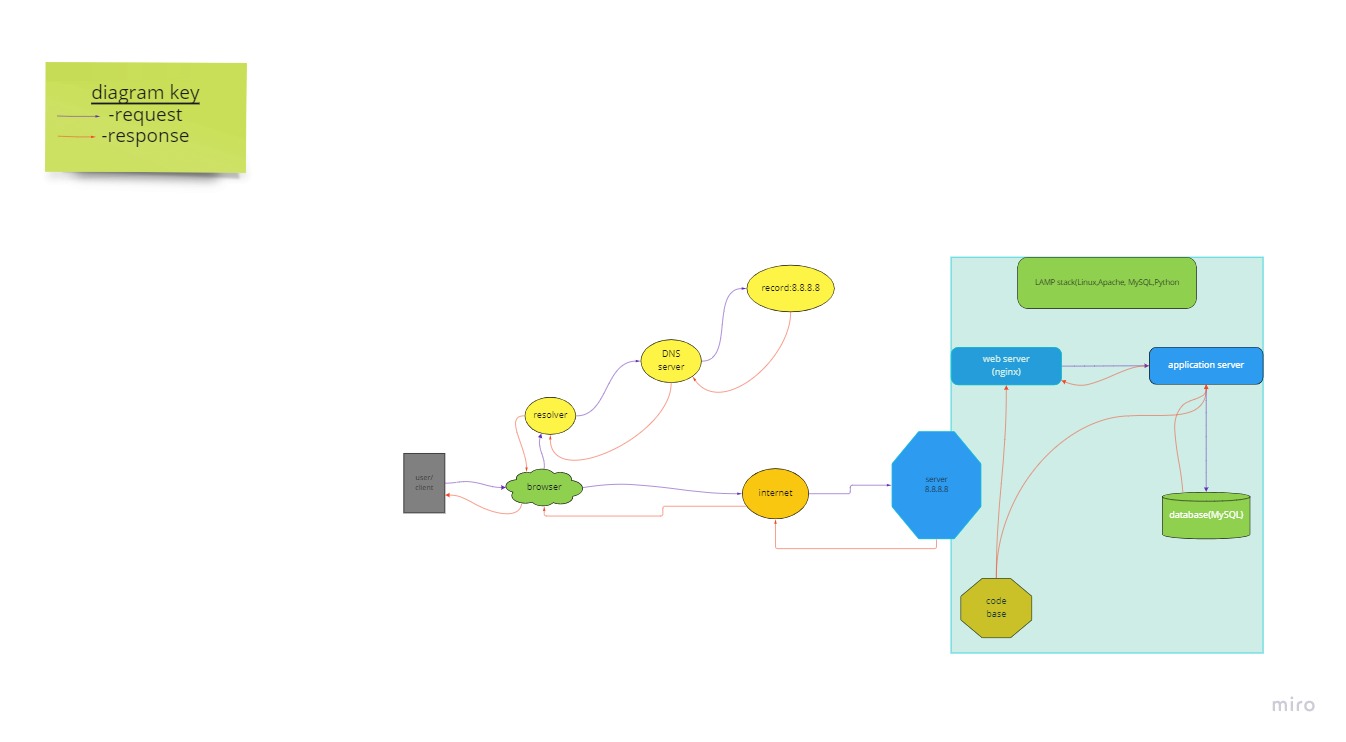 diagram key
-request
-response
record:8.8.8.8
LAMP stack(Linux,Apache, MySQL,Python
DNS
server
web server
(nginx)
application server
resolver
user/
client
browser
internet
server
8.8.8.8
database(MySQL)
code
base
miro